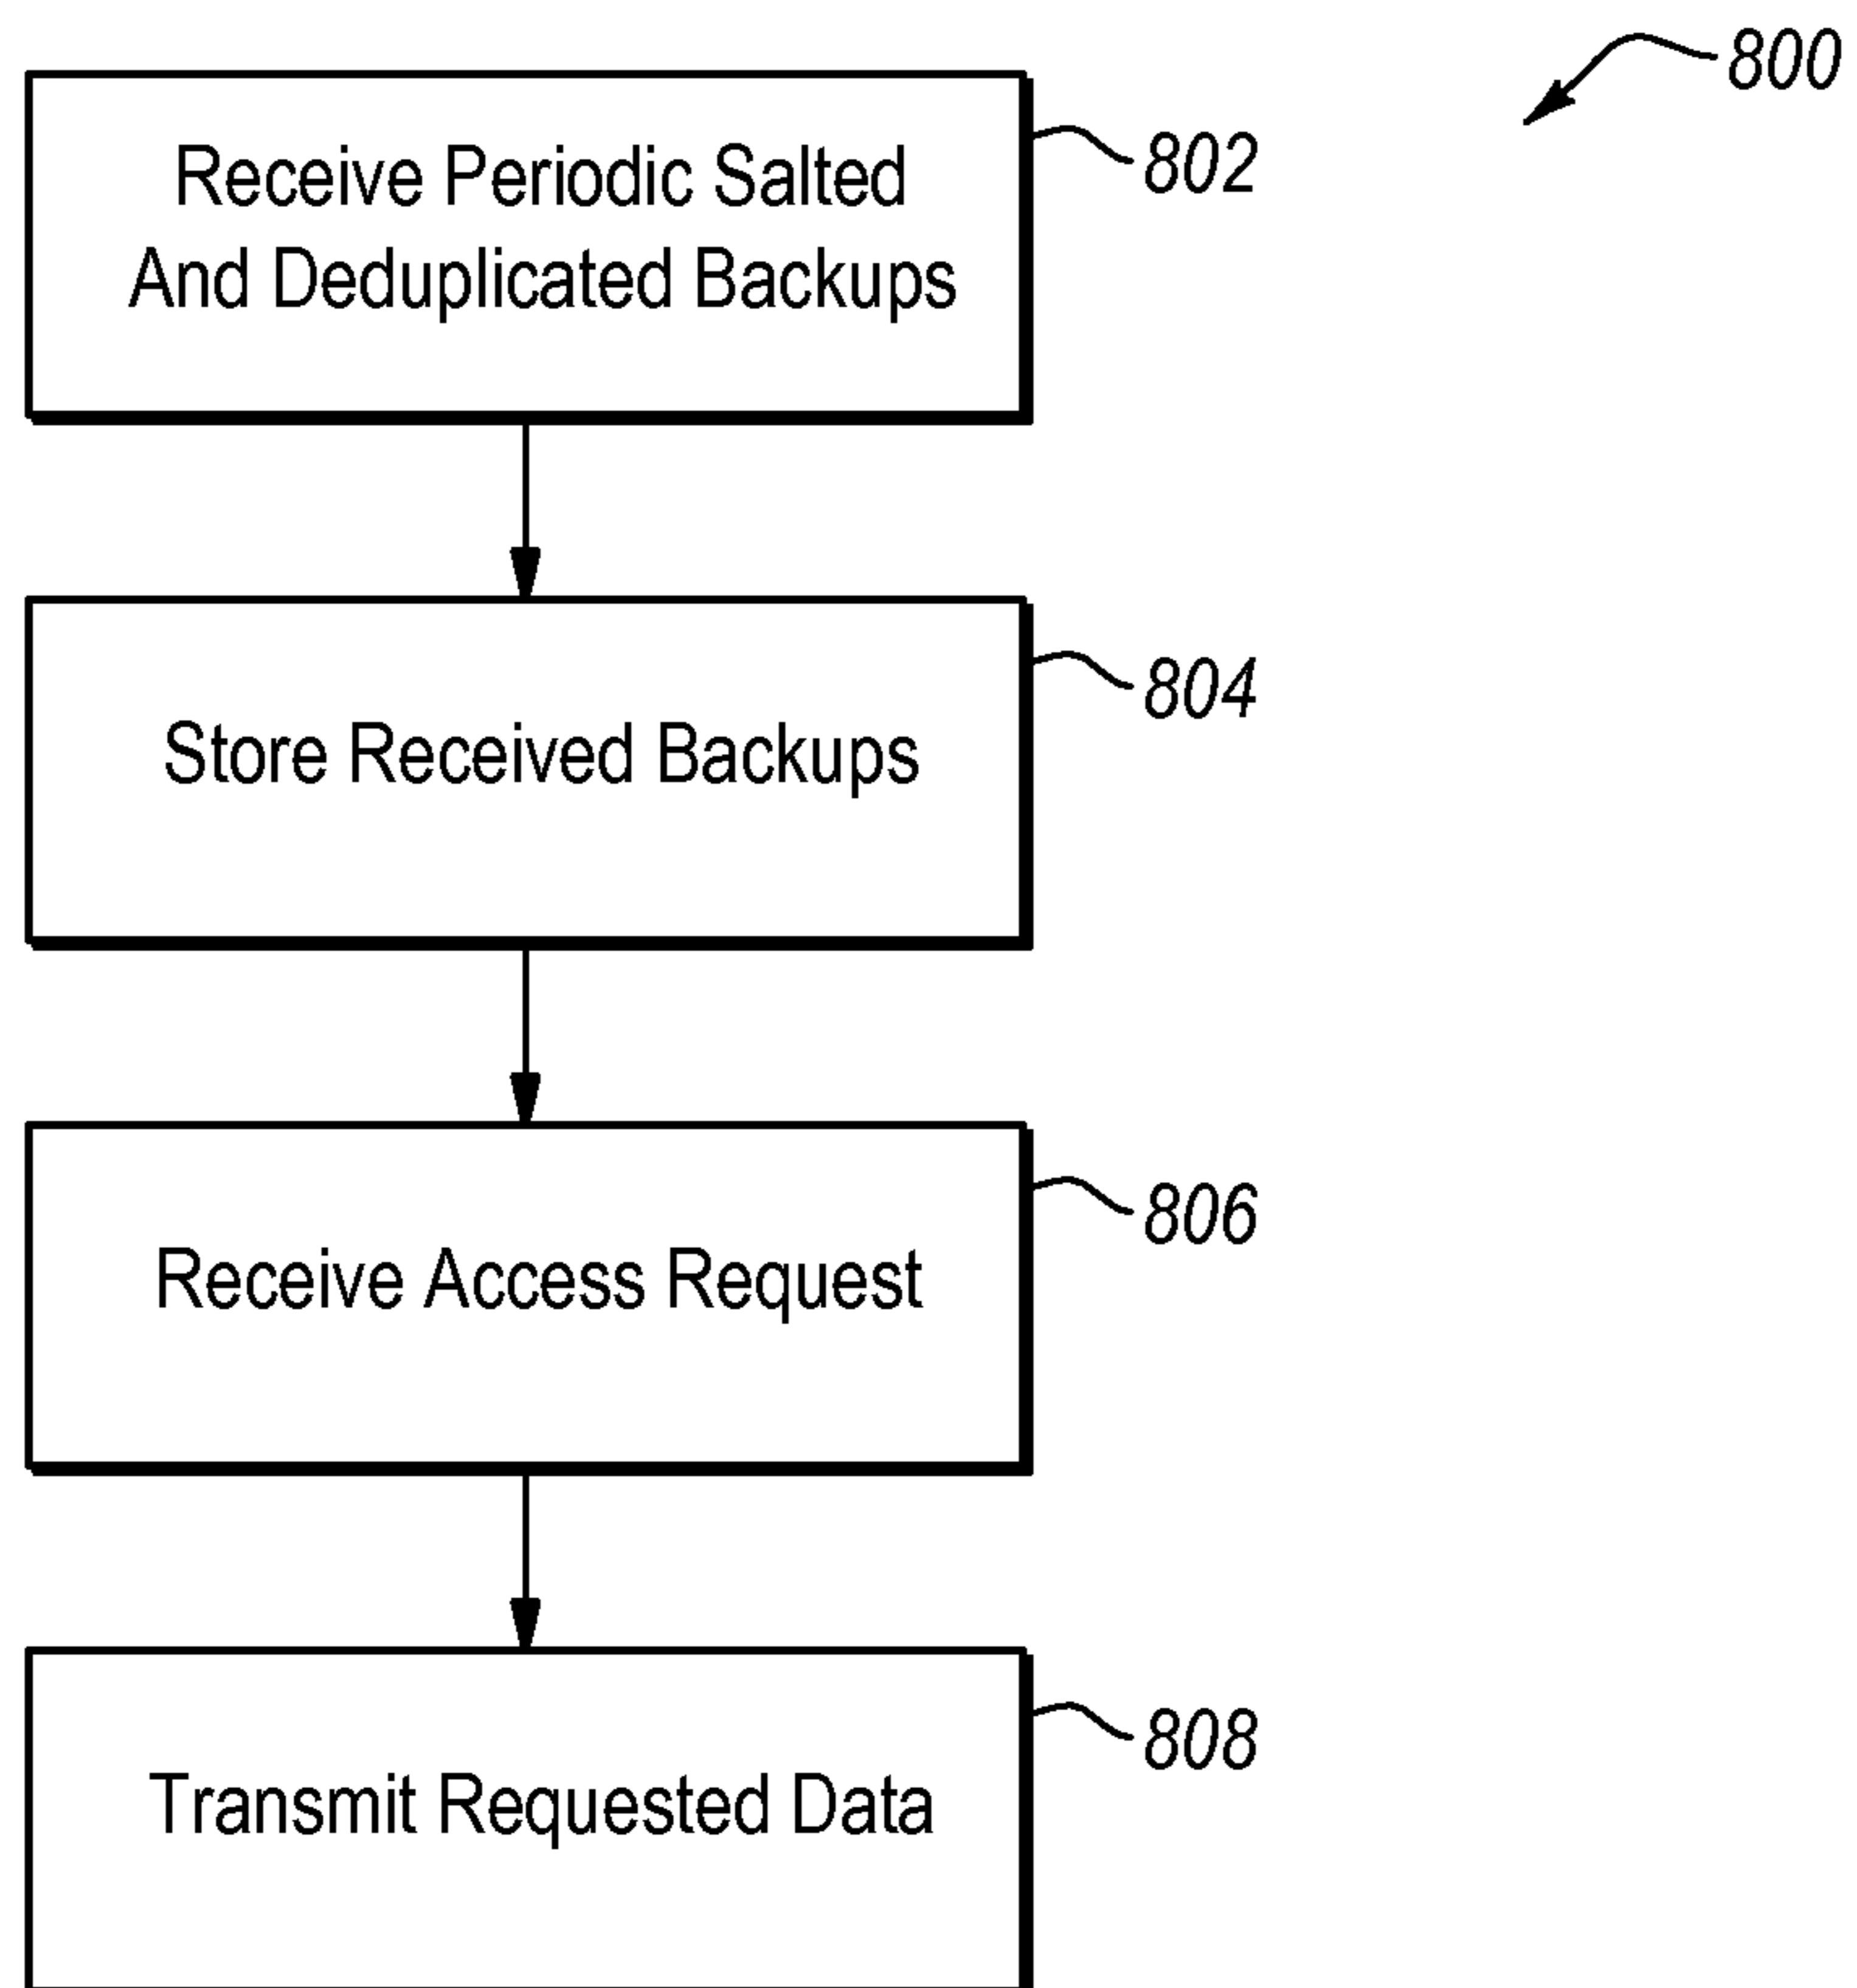 800
Receive Periodic Salted
And Deduplicated Backups
802
Store Received Backups
804
Receive Access Request
806
Transmit Requested Data
808